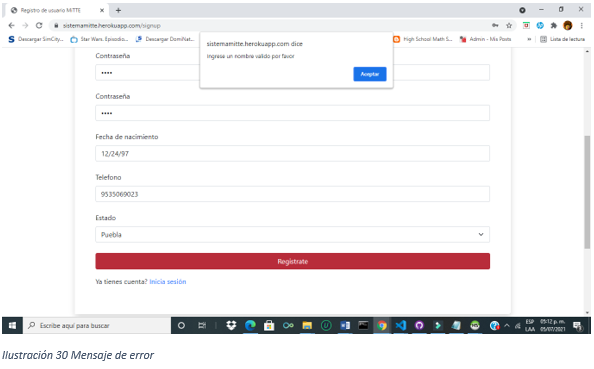 Registro de usuario MITTE
sistemamitte.herokuapp.com/signup
Descargar SimCity...
Star Wars. Episodio...
Descargar DomiNat...
High School Math S...
Admin - Mis Posts
Lista de lectura
sistemamitte.herokuapp.com dice
Ingrese un nombre valido por favor
Aceptar
Contraseña
••••
Contraseña
••••
Fecha de nacimiento
12/24/97
Telefono
9535069023
Estado
Puebla
Registrate
Ya tienes cuenta? Inicia sesión
Escribe aquí para buscar
ESP
LAA
05:12 p. m.
05/07/2021
Ilustración 30 Mensaje de error